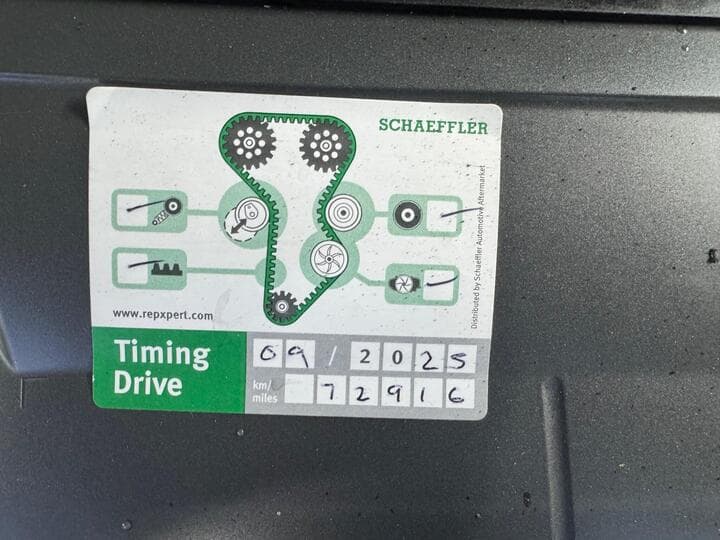 SCHAEFFLER
Distributed by Schaeffler Automotive Aftermarket
www.repxpert.com
Timing
Drive
09 / 2025
km/
miles
72916